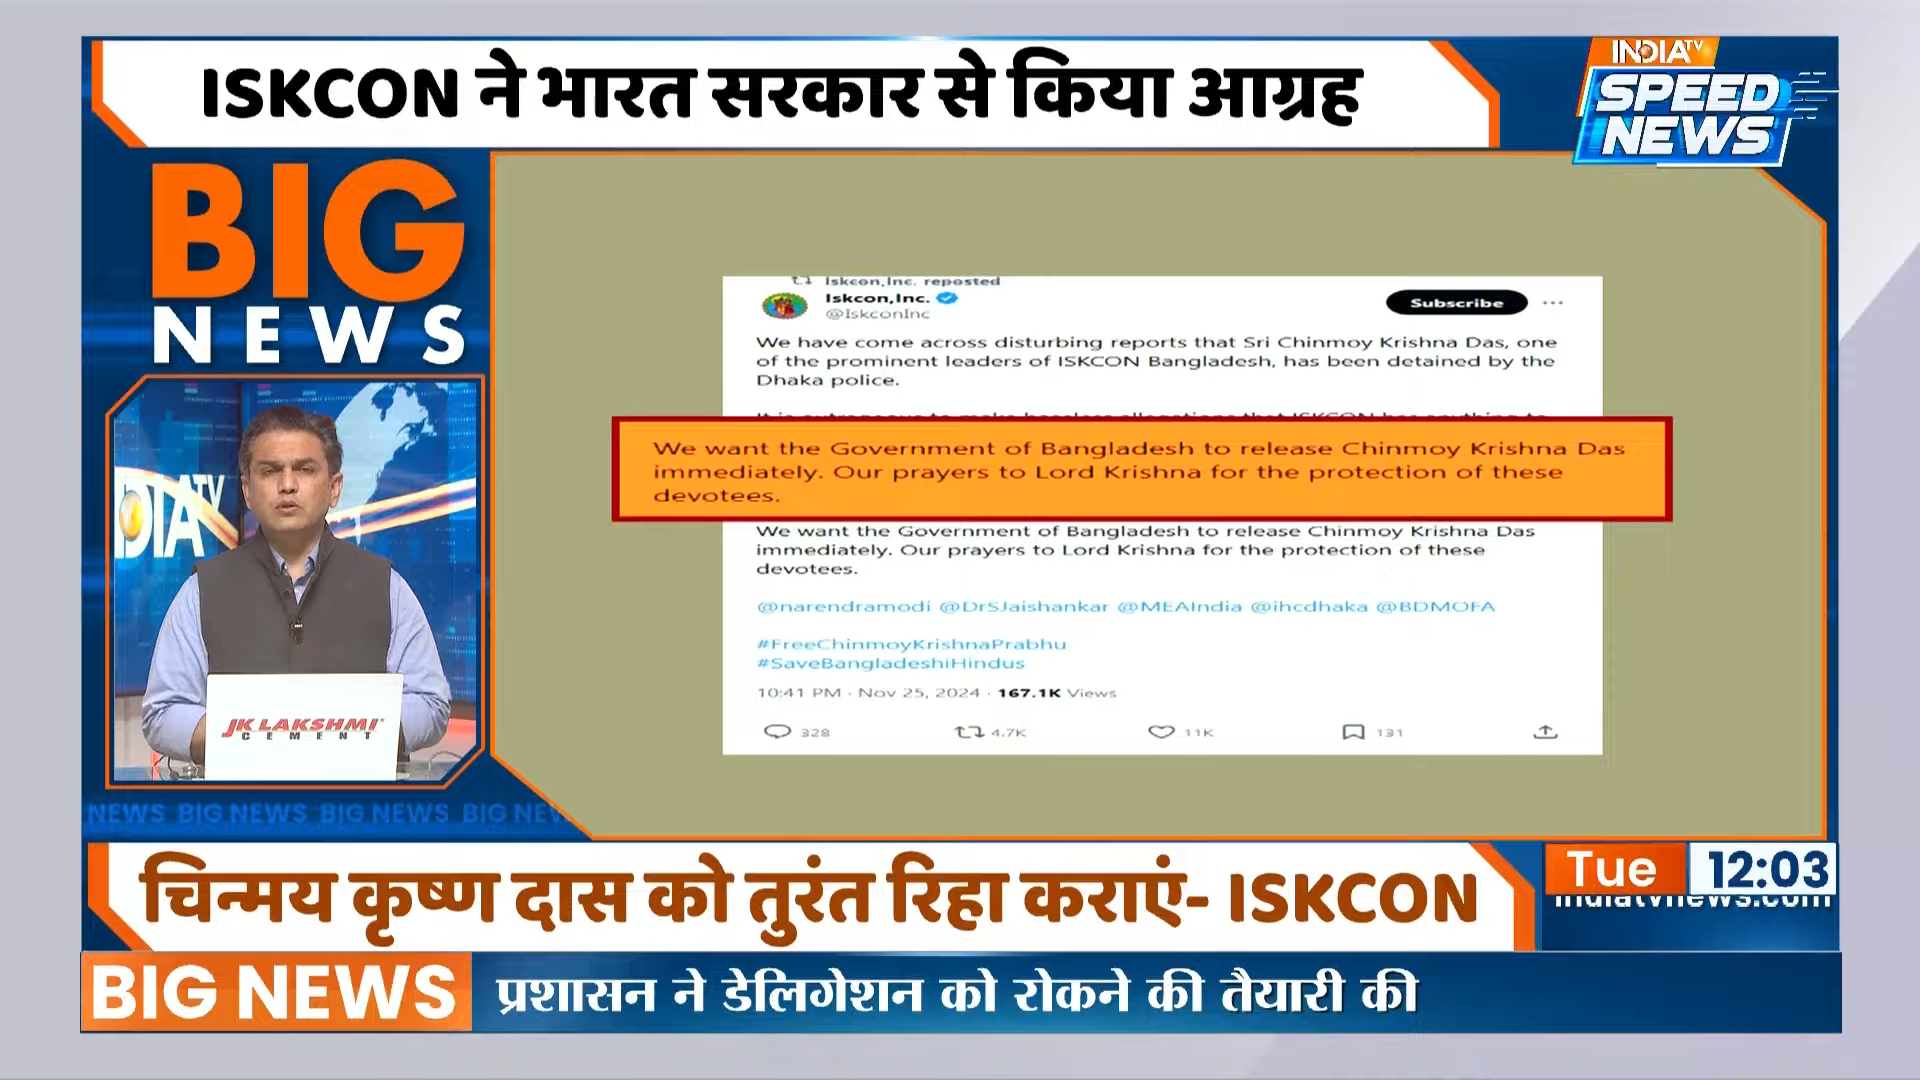 ISKCON ने भारत सरकार से किया आग्रह
INDIA TV
SPEED
NEWS
BIG
NEWS
Iskcon,Inc. reposted
Iskcon,Inc.
@IskconInc
Subscribe
We have come across disturbing reports that Sri Chinmoy Krishna Das, one
of the prominent leaders of ISKCON Bangladesh, has been detained by the
Dhaka police.
We want the Government of Bangladesh to release Chinmoy Krishna Das
immediately. Our prayers to Lord Krishna for the protection of these
devotees.
We want the Government of Bangladesh to release Chinmoy Krishna Das
immediately. Our prayers to Lord Krishna for the protection of these
devotees.
@narendramodi @DrSJaishankar @MEAIndia @ihcdhaka @BDMOFA
#FreeChinmoyKrishnaPrabhu
#SaveBangladeshiHindus
10:41 PM · Nov 25, 2024 · 167.1K Views
328 4.7K 11K 131
INDIA TV
JK LAKSHMI
CEMENT
NEWS BIG NEWS BIG NEWS BIG NEW
चिन्मय कृष्ण दास को तुरंत रिहा कराएं- ISKCON
Tue 12:03
indiatvnews.com
BIG NEWS प्रशासन ने डेलिगेशन को रोकने की तैयारी की